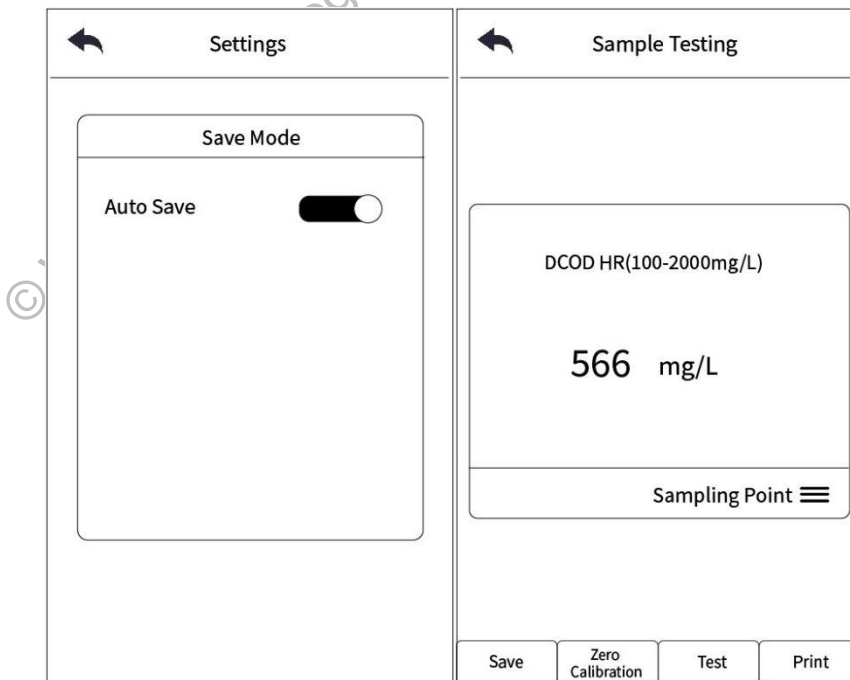 Settings
Save Mode
Auto Save
Sample Testing
DCOD HR(100-2000mg/L)
566 mg/L
Sampling Point
Save
Zero
Calibration
Test
Print
©